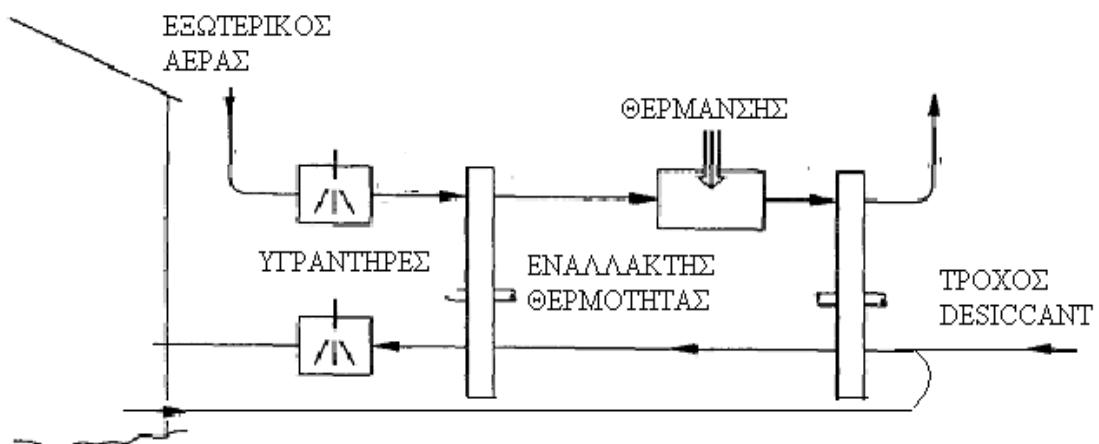 ΕΞΩΤΕΡΙΚΟΣ
ΑΕΡΑΣ
ΘΕΡΜΑΝΣΗΣ
ΥΓΡΑΝΤΗΡΕΣ
ΕΝΑΛΛΑΚΤΗΣ
ΘΕΡΜΟΤΗΤΑΣ
ΤΡΟΧΟΣ
DESICCANT